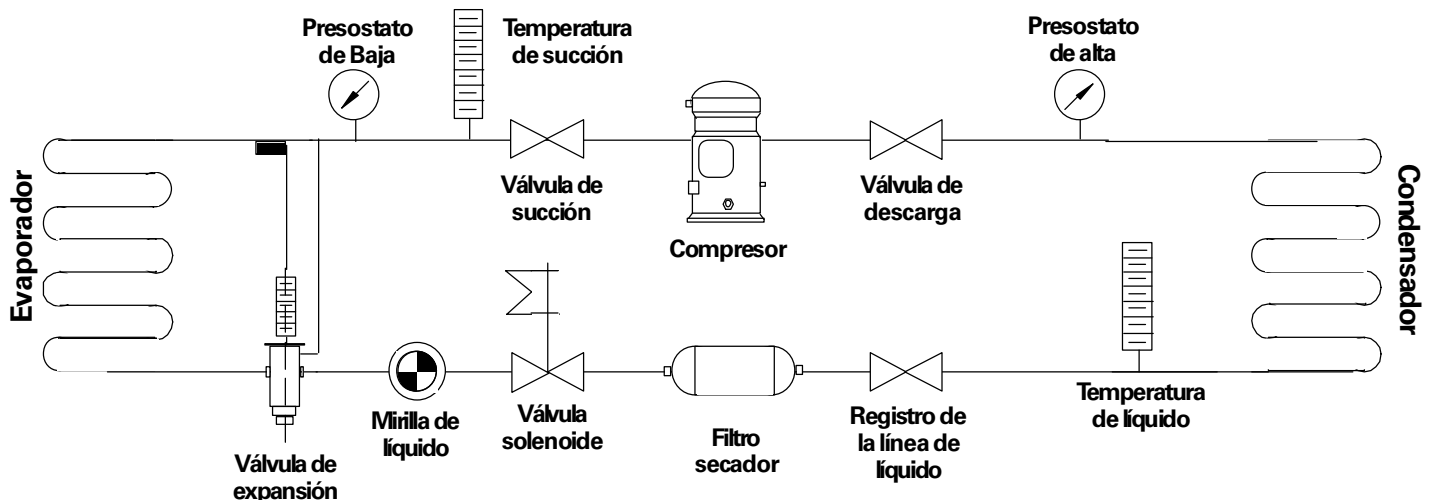 Presostato
de Baja
Temperatura
de succión
Presostato
de alta
Válvula de
succión
Compresor
Válvula de
descarga
Evaporador
Condensador
Válvula de
expansión
Mirilla de
líquido
Válvula
solenoide
Filtro
secador
Registro de
la línea de
líquido
Temperatura
de líquido